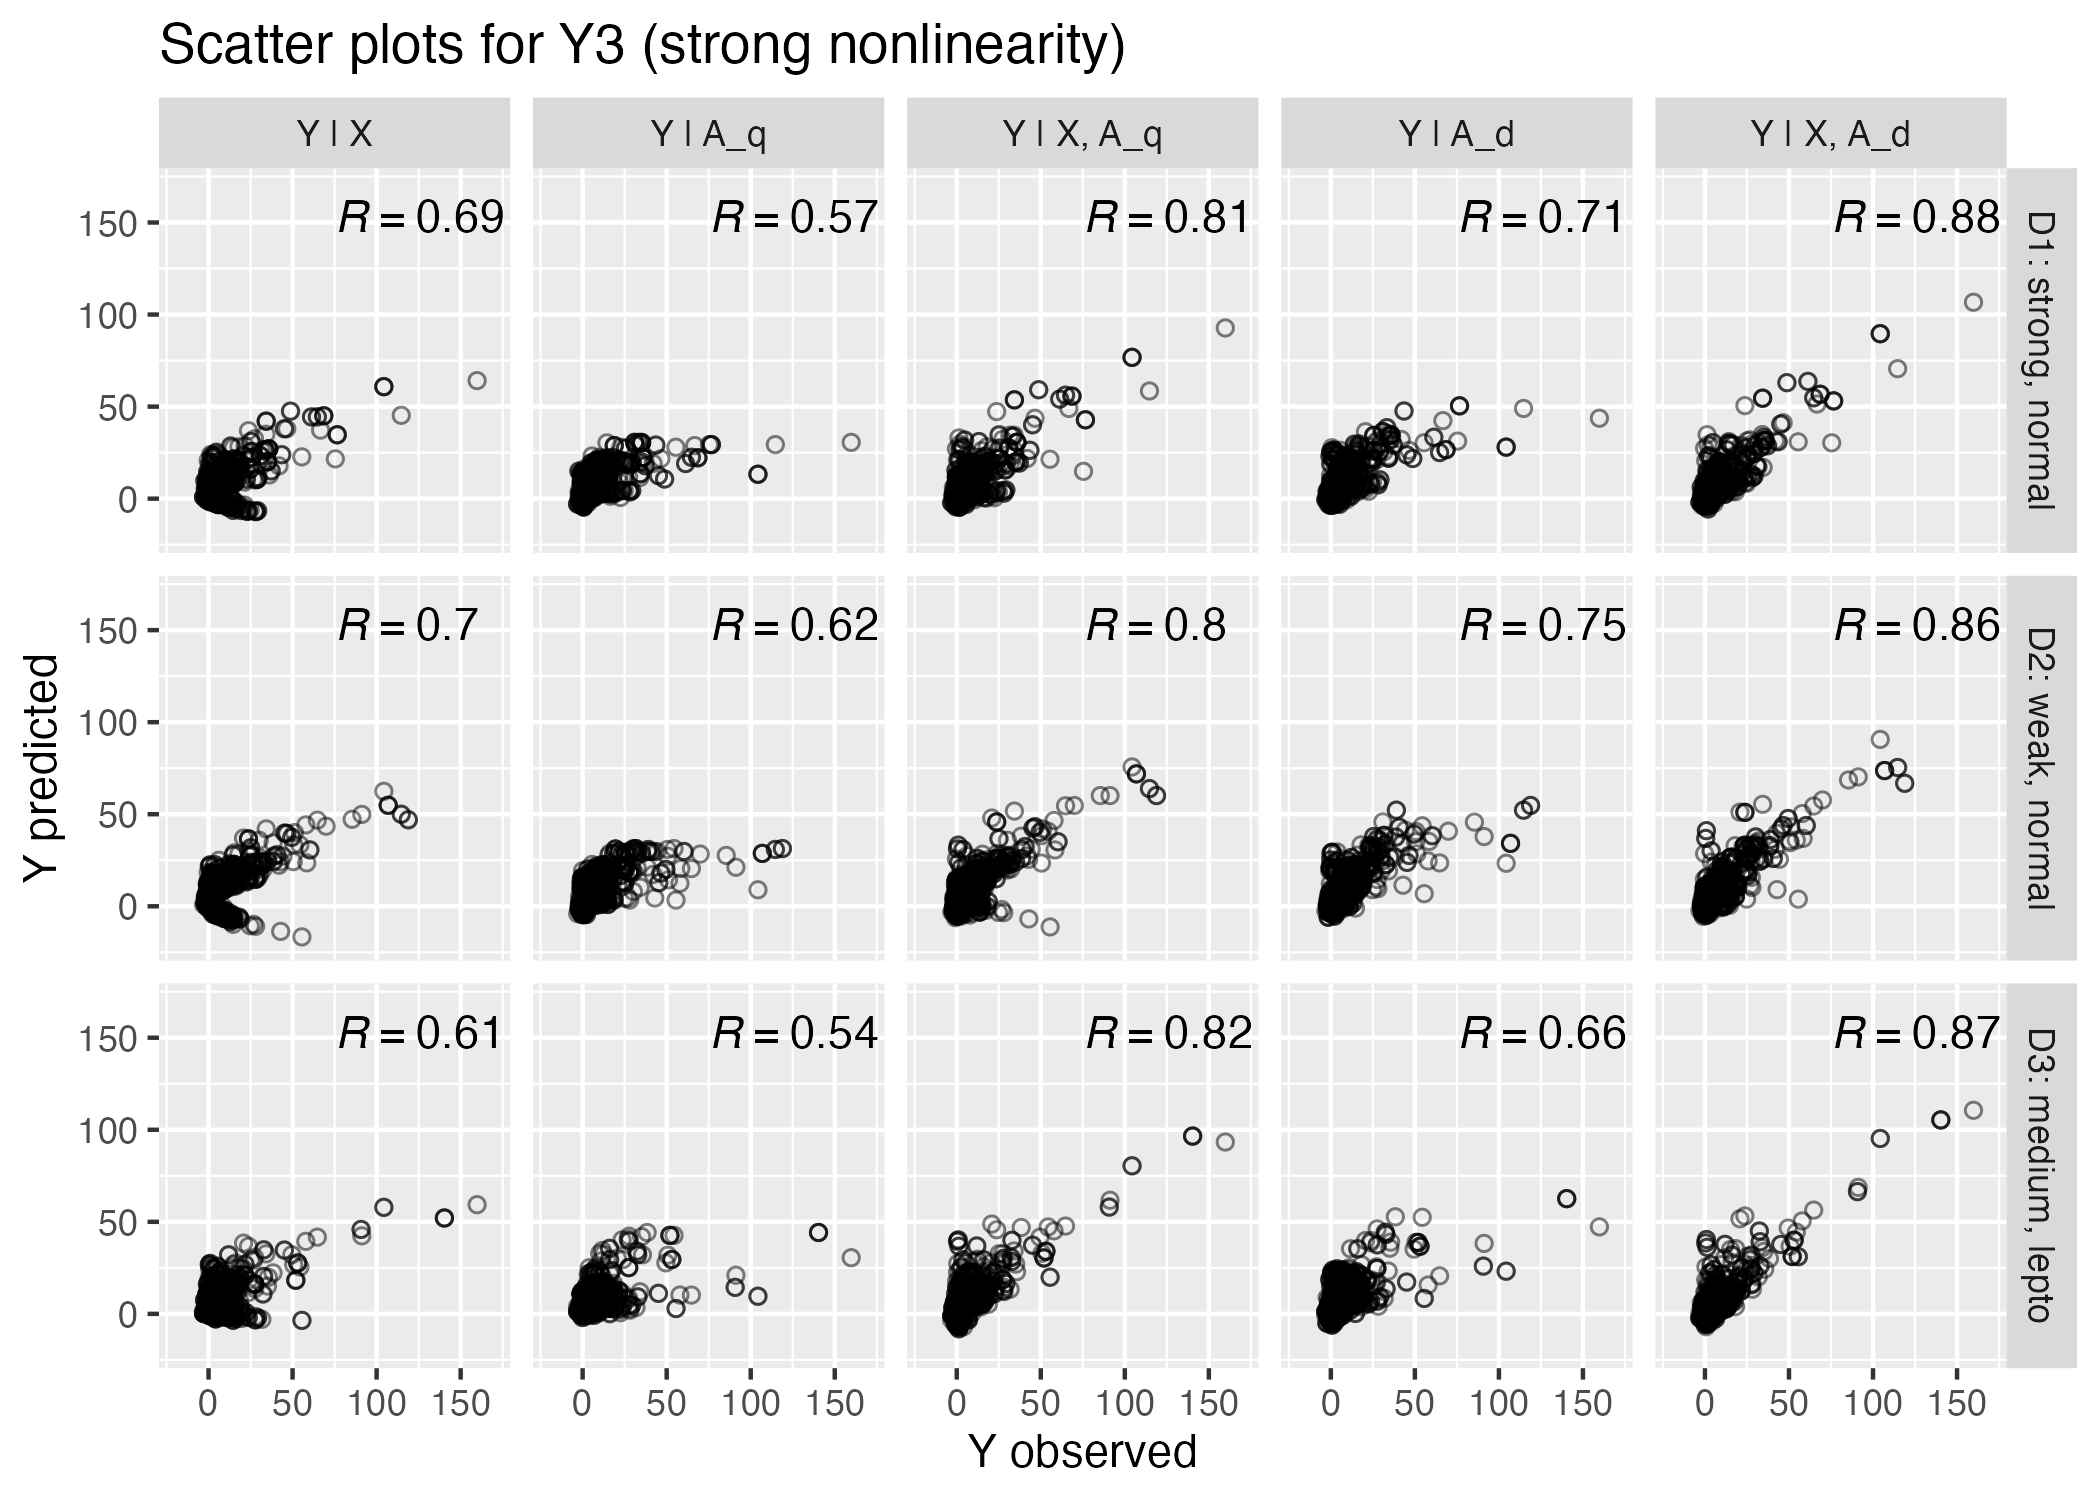 Scatter plots for Y3 (strong nonlinearity)
Y | X
Y | A_q
Y | X, A_q
Y | A_d
Y | X, A_d
R = 0.69
R = 0.57
R = 0.81
R = 0.71
R = 0.88
D1: strong, normal
150
100
50
0
R = 0.7
R = 0.62
R = 0.8
R = 0.75
R = 0.86
D2: weak, normal
150
100
50
0
Y predicted
R = 0.61
R = 0.54
R = 0.82
R = 0.66
R = 0.87
D3: medium, lepto
150
100
50
0
0 50 100 150 0 50 100 150 0 50 100 150 0 50 100 150 0 50 100 150
Y observed